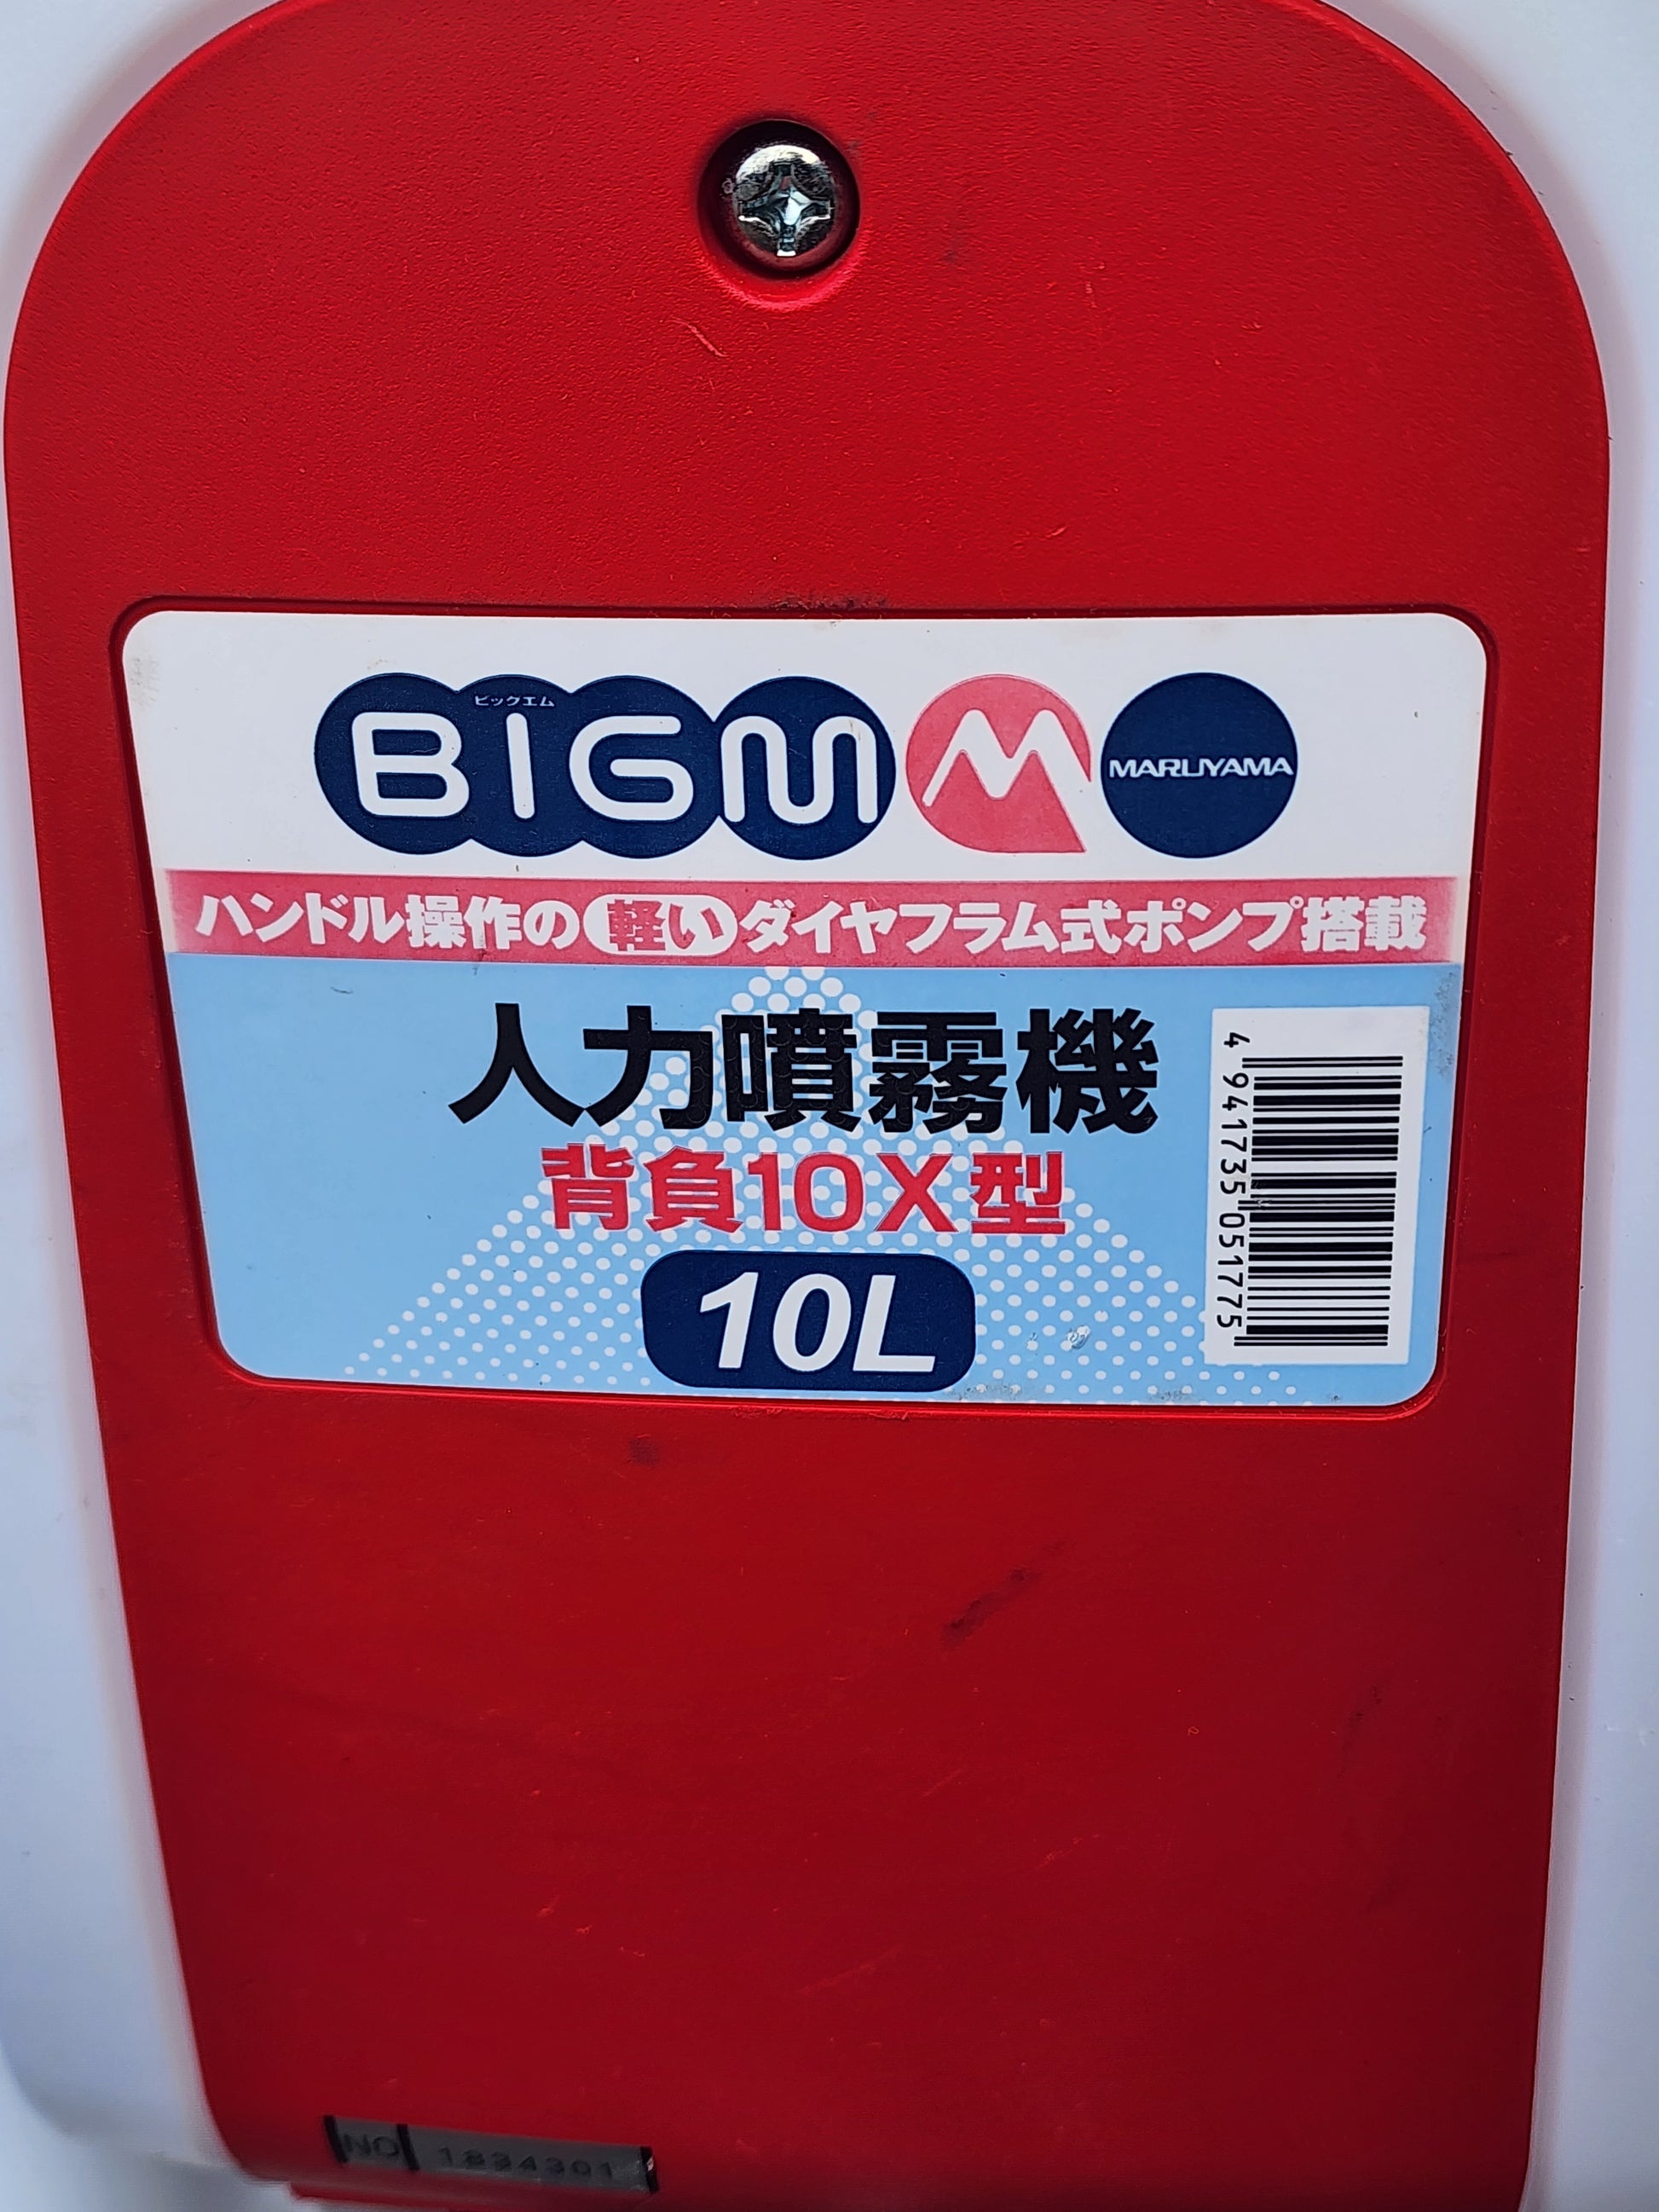 ビッグエム
BIGM M MARUYAMA
ハンドル操作の軽いダイヤフラム式ポンプ搭載
人力噴霧機
背負10X型
10L
4 941735 051775
NO 1834301